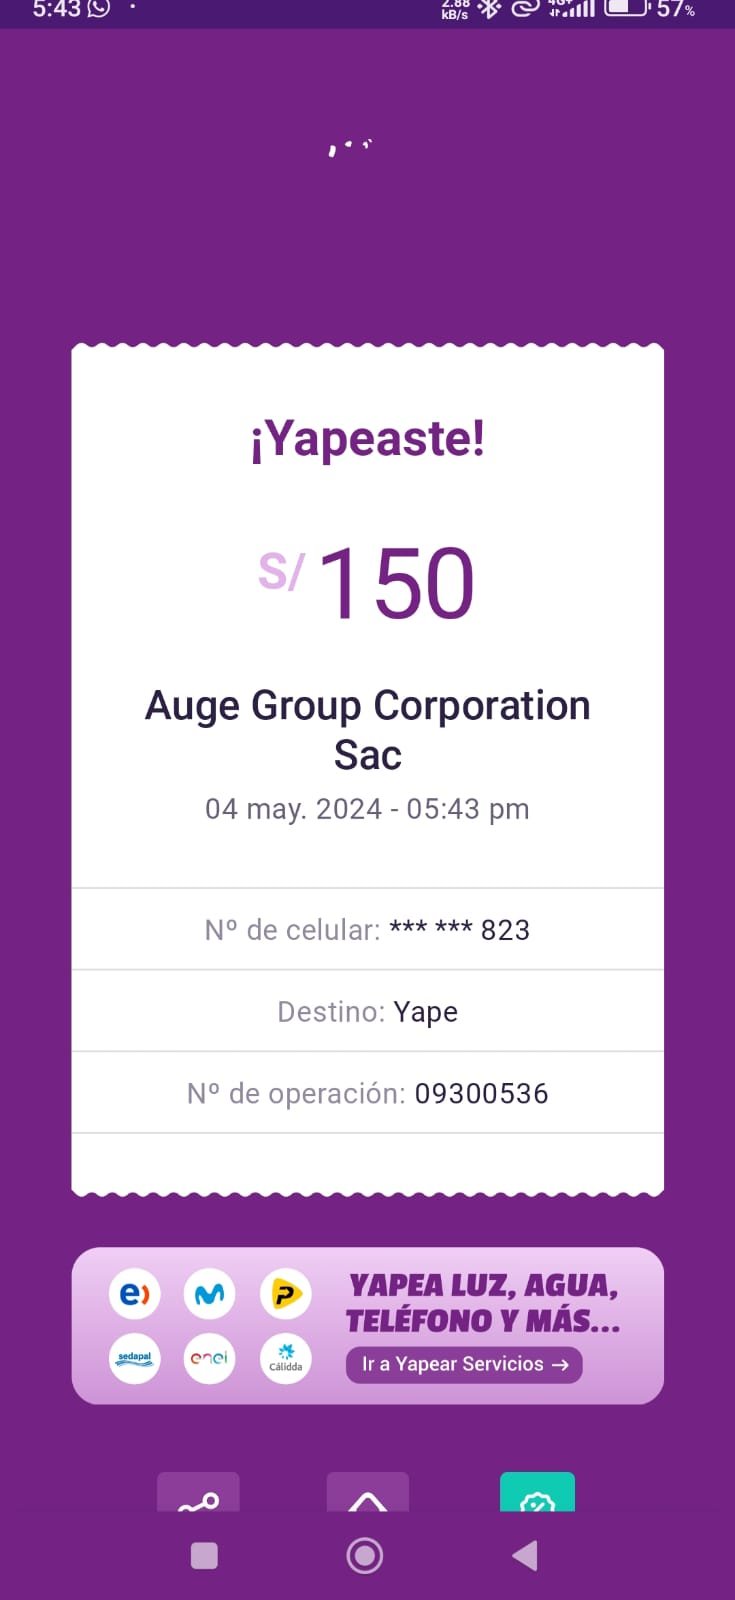 5:43
2.88
kB/s
4G+
57%
¡Yapeaste!
S/ 150
Auge Group Corporation
Sac
04 may. 2024 - 05:43 pm
Nº de celular: *** *** 823
Destino: Yape
Nº de operación: 09300536
e) P
sedapal enel Cálidda
YAPEA LUZ, AGUA,
TELÉFONO Y MÁS...
Ir a Yapear Servicios →